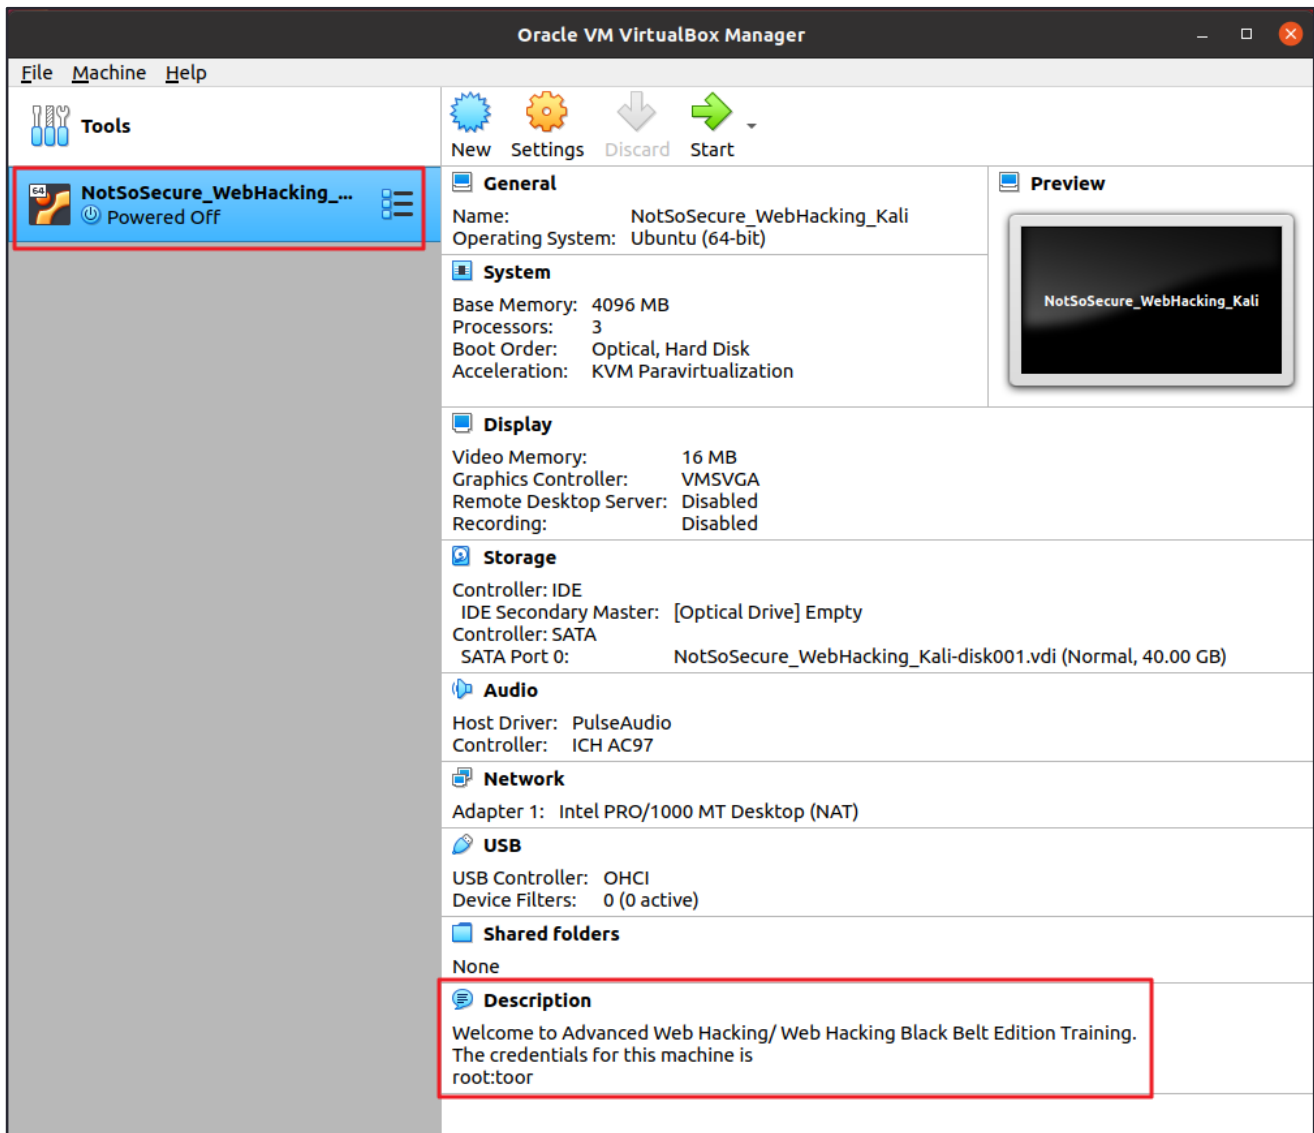 Oracle VM VirtualBox Manager
File Machine Help
Tools
New Settings Discard Start
64
NotSoSecure_WebHacking_...
Powered Off
General
Name: NotSoSecure_WebHacking_Kali
Operating System: Ubuntu (64-bit)
Preview
NotSoSecure_WebHacking_Kali
System
Base Memory: 4096 MB
Processors: 3
Boot Order: Optical, Hard Disk
Acceleration: KVM Paravirtualization
Display
Video Memory: 16 MB
Graphics Controller: VMSVGA
Remote Desktop Server: Disabled
Recording: Disabled
Storage
Controller: IDE
IDE Secondary Master: [Optical Drive] Empty
Controller: SATA
SATA Port 0: NotSoSecure_WebHacking_Kali-disk001.vdi (Normal, 40.00 GB)
Audio
Host Driver: PulseAudio
Controller: ICH AC97
Network
Adapter 1: Intel PRO/1000 MT Desktop (NAT)
USB
USB Controller: OHCI
Device Filters: 0 (0 active)
Shared folders
None
Description
Welcome to Advanced Web Hacking/ Web Hacking Black Belt Edition Training.
The credentials for this machine is
root:toor